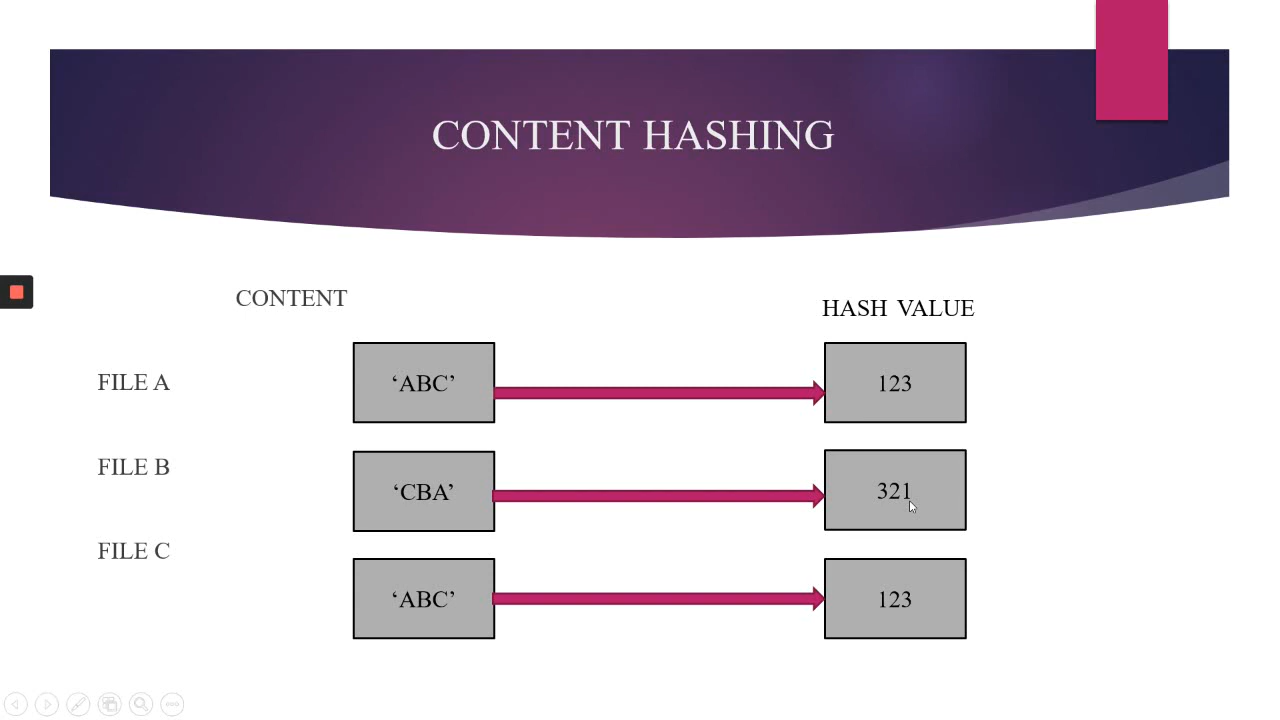 CONTENT HASHING
CONTENT
HASH VALUE
FILE A
‘ABC’
123
FILE B
‘CBA’
321
FILE C
‘ABC’
123